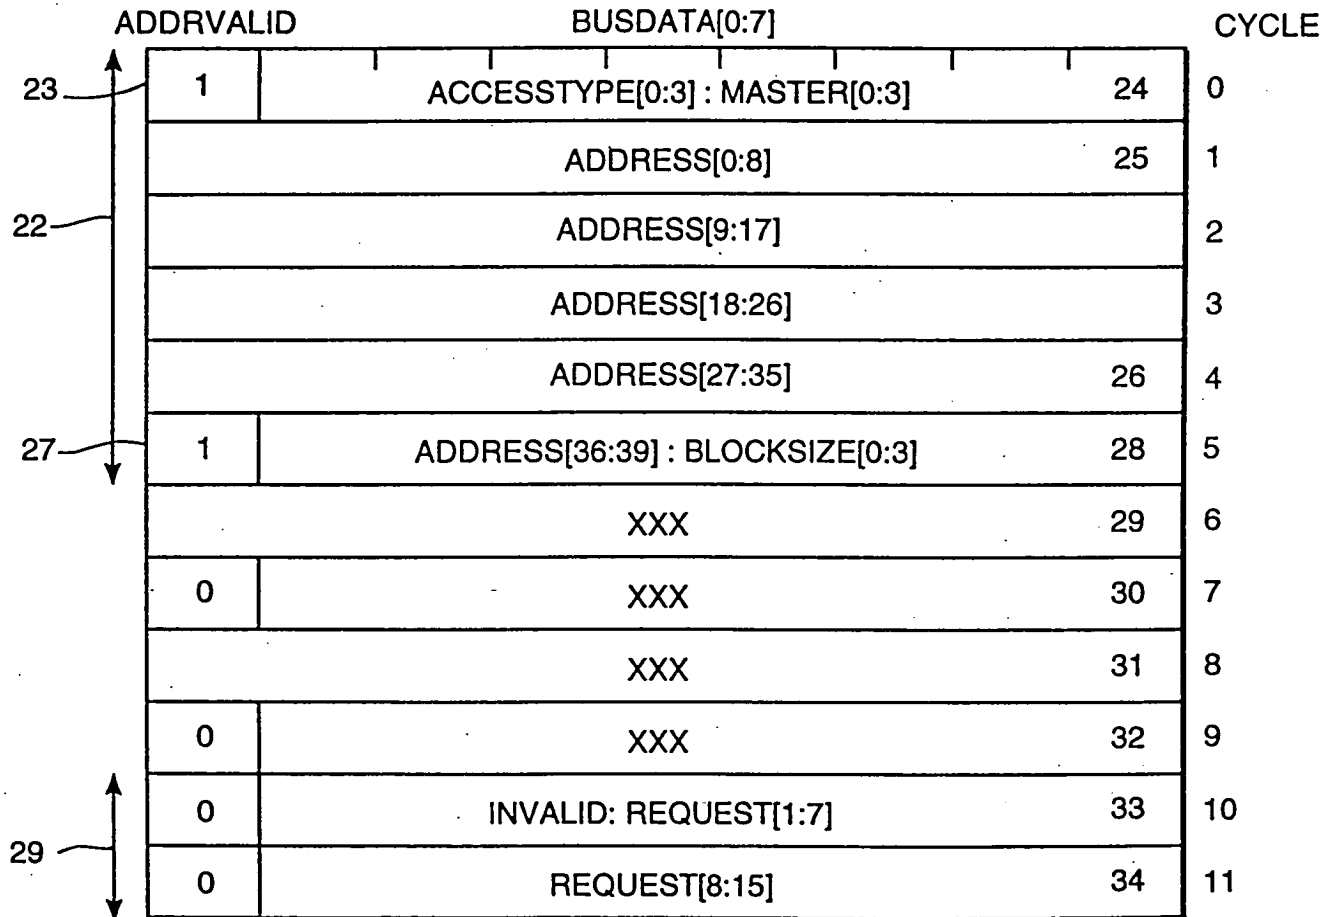 ADDRVALID BUSDATA[0:7] CYCLE
23 1 ACCESSTYPE[0:3] : MASTER[0:3] 24 0
ADDRESS[0:8] 25 1
22 ADDRESS[9:17] 2
ADDRESS[18:26] 3
ADDRESS[27:35] 26 4
27 1 ADDRESS[36:39] : BLOCKSIZE[0:3] 28 5
XXX 29 6
0 XXX 30 7
XXX 31 8
0 XXX 32 9
0 INVALID: REQUEST[1:7] 33 10
29
0 REQUEST[8:15] 34 11